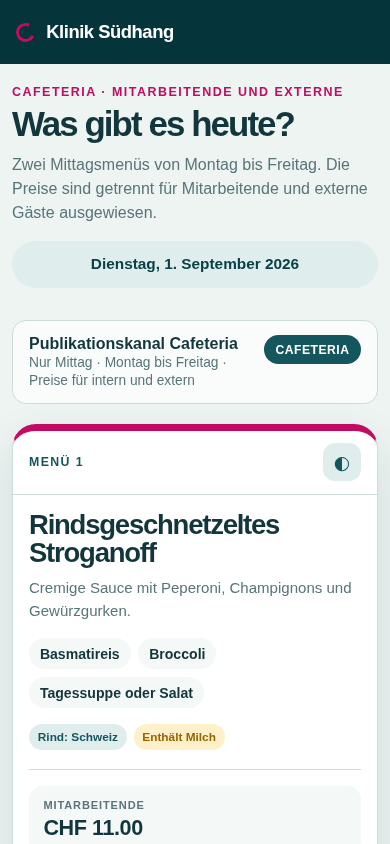 Klinik Südhang
CAFETERIA · MITARBEITENDE UND EXTERNE
Was gibt es heute?
Zwei Mittagsmenüs von Montag bis Freitag. Die
Preise sind getrennt für Mitarbeitende und externe
Gäste ausgewiesen.
Dienstag, 1. September 2026
Publikationskanal Cafeteria
Nur Mittag · Montag bis Freitag ·
Preise für intern und extern
CAFETERIA
MENÜ 1
Rindsgeschnetzeltes
Stroganoff
Cremige Sauce mit Peperoni, Champignons und
Gewürzgurken.
Basmatireis
Broccoli
Tagessuppe oder Salat
Rind: Schweiz
Enthält Milch
MITARBEITENDE
CHF 11.00